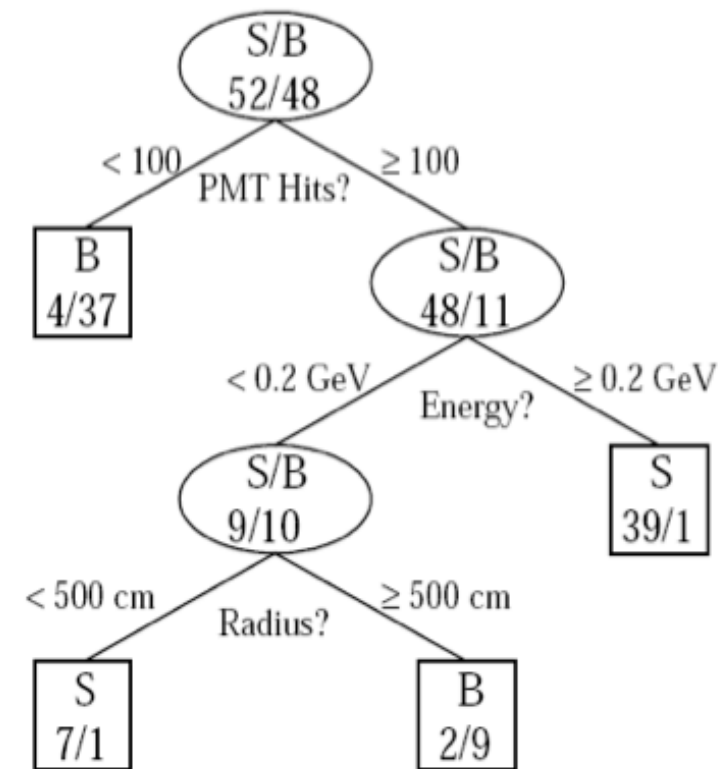 S/B
52/48
< 100
≥ 100
PMT Hits?
B
4/37
S/B
48/11
< 0.2 GeV
≥ 0.2 GeV
Energy?
S/B
9/10
S
39/1
< 500 cm
≥ 500 cm
Radius?
S
7/1
B
2/9